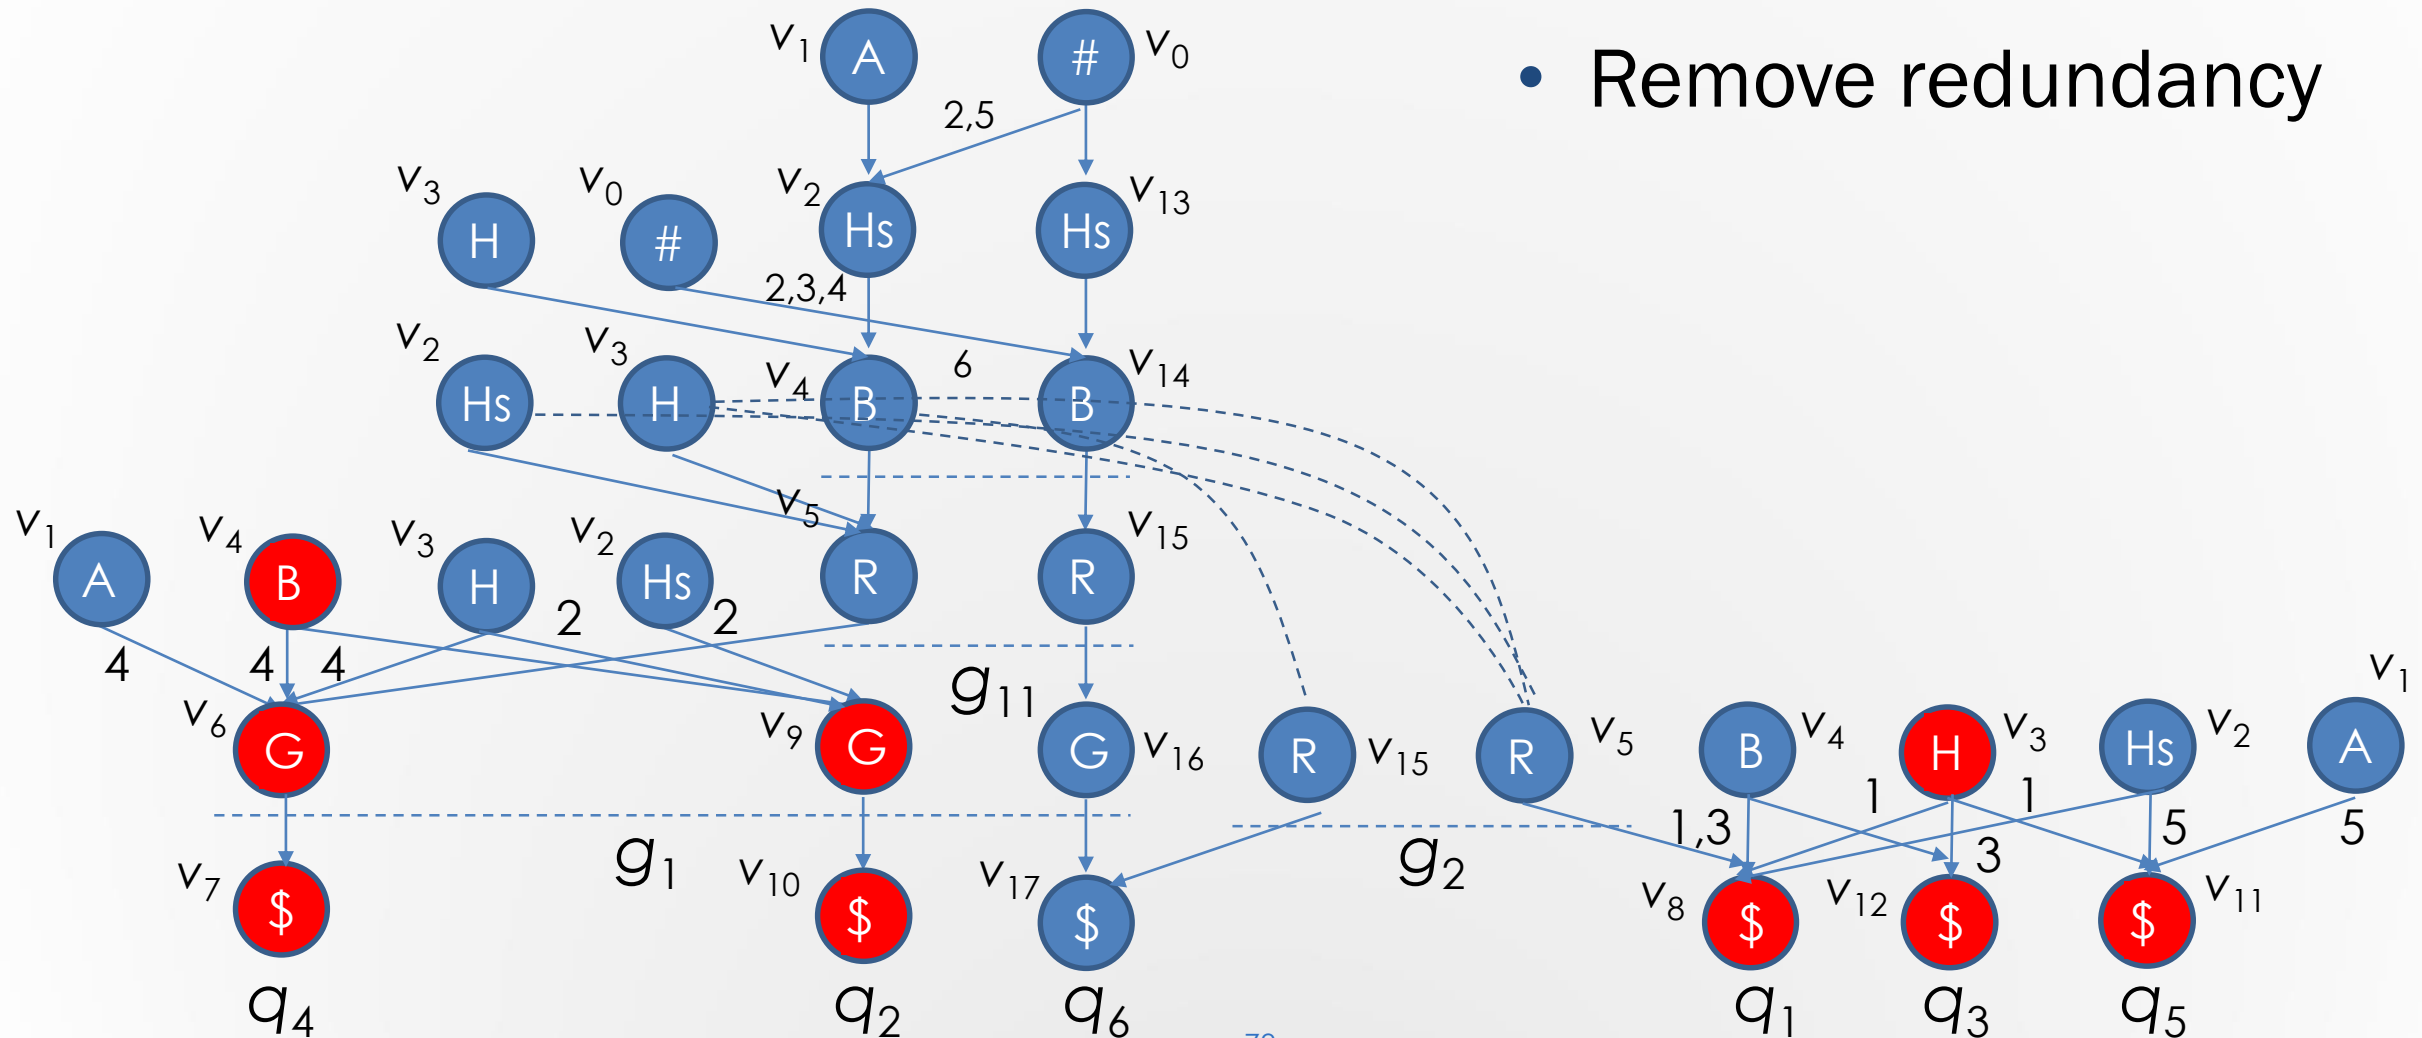 • Remove redundancy
v1 A # v0
2,5
v3 H v0 # v2 Hs Hs v13
2,3,4
v2 Hs v3 H v4 B 6 B v14
v1 A v4 B v3 H v2 Hs v5 R R v15
4 4 4 2 2
g11
v6 G v9 G G v16 R v15 R v5 B v4 H v3 Hs v2 A v1
1,3 1 1 3 5 5
g1 g2
v7 $ v10 $ v17 $ v8 $ v12 $ v11 $
q4 q2 q6 q1 q3 q5